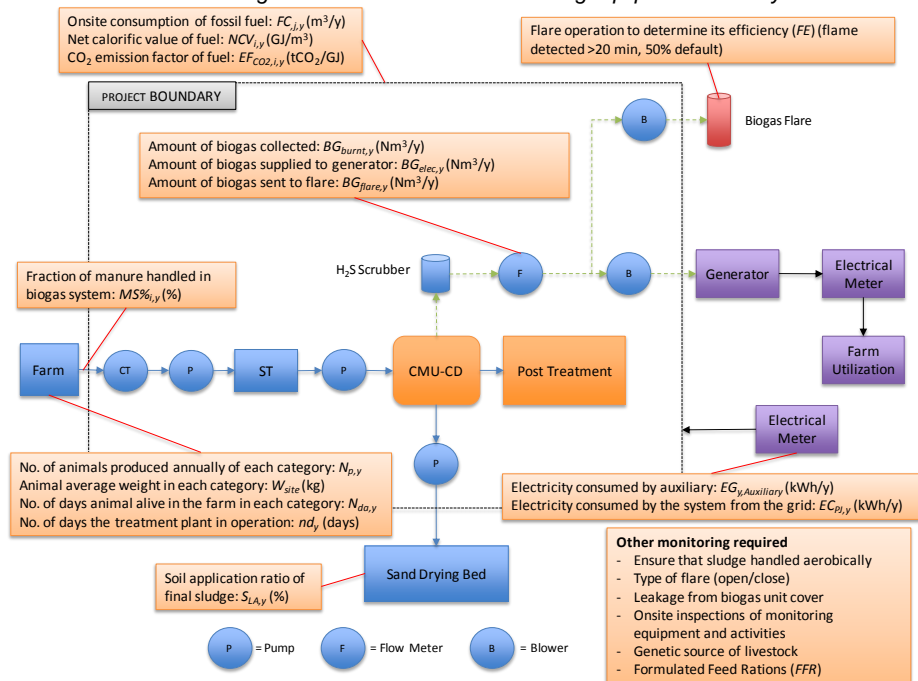 Onsite consumption of fossil fuel: FC,j,y (m³/y)
Net calorific value of fuel: NCVi,y (GJ/m³)
CO2 emission factor of fuel: EFCO2,i,y (tCO2/GJ)
Flare operation to determine its efficiency (FE) (flame
detected >20 min, 50% default)
PROJECT BOUNDARY
B
Biogas Flare
Amount of biogas collected: BGburnt,y (Nm³/y)
Amount of biogas supplied to generator: BGelec,y (Nm³/y)
Amount of biogas sent to flare: BGflare,y (Nm³/y)
Fraction of manure handled in
biogas system: MS%i,y (%)
H2S Scrubber
F
B
Generator
Electrical
Meter
Farm
CT
P
ST
P
CMU-CD
Post Treatment
Farm
Utilization
Electrical
Meter
P
No. of animals produced annually of each category: Np,y
Animal average weight in each category: Wsite (kg)
No. of days animal alive in the farm in each category: Nda,y
No. of days the treatment plant in operation: ndy (days)
Electricity consumed by auxiliary: EGy,Auxiliary (kWh/y)
Electricity consumed by the system from the grid: ECPJ,y (kWh/y)
Soil application ratio of
final sludge: SLA,y (%)
Sand Drying Bed
Other monitoring required
- Ensure that sludge handled aerobically
- Type of flare (open/close)
- Leakage from biogas unit cover
- Onsite inspections of monitoring
equipment and activities
- Genetic source of livestock
- Formulated Feed Rations (FFR)
P = Pump F = Flow Meter B = Blower